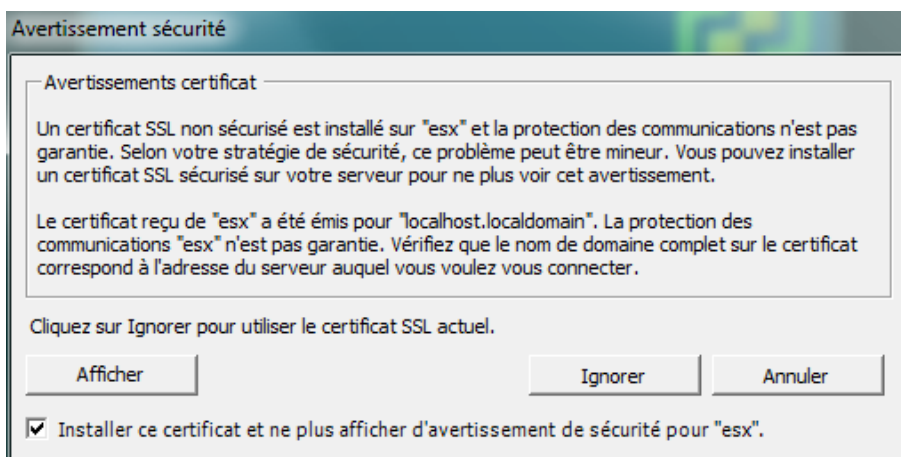 Avertissement sécurité
Avertissements certificat
Un certificat SSL non sécurisé est installé sur "esx" et la protection des communications n'est pas
garantie. Selon votre stratégie de sécurité, ce problème peut être mineur. Vous pouvez installer
un certificat SSL sécurisé sur votre serveur pour ne plus voir cet avertissement.
Le certificat reçu de "esx" a été émis pour "localhost.localdomain". La protection des
communications "esx" n'est pas garantie. Vérifiez que le nom de domaine complet sur le certificat
correspond à l'adresse du serveur auquel vous voulez vous connecter.
Cliquez sur Ignorer pour utiliser le certificat SSL actuel.
Afficher
Ignorer
Annuler
Installer ce certificat et ne plus afficher d'avertissement de sécurité pour "esx".